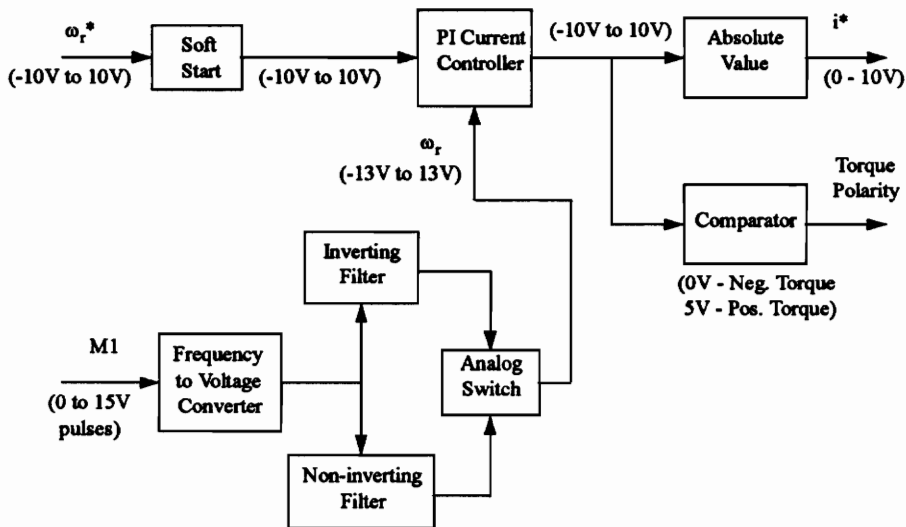 ωr*
(-10V to 10V)
Soft
Start
(-10V to 10V)
PI Current
Controller
(-10V to 10V)
Absolute
Value
i*
(0 - 10V)
ωr
(-13V to 13V)
Torque
Polarity
Comparator
(0V - Neg. Torque
5V - Pos. Torque)
Inverting
Filter
M1
(0 to 15V
pulses)
Frequency
to Voltage
Converter
Analog
Switch
Non-inverting
Filter